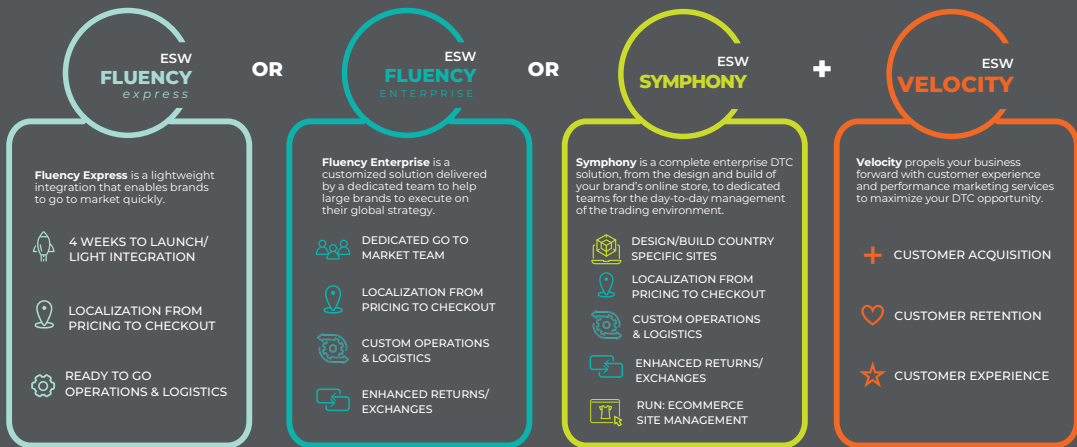 ESW
FLUENCY
express
OR
ESW
FLUENCY
ENTERPRISE
OR
ESW
SYMPHONY
+
ESW
VELOCITY
Fluency Express is a lightweight
integration that enables brands
to go to market quickly.
4 WEEKS TO LAUNCH/
LIGHT INTEGRATION
LOCALIZATION FROM
PRICING TO CHECKOUT
READY TO GO
OPERATIONS & LOGISTICS
Fluency Enterprise is a
customized solution delivered
by a dedicated team to help
large brands to execute on
their global strategy.
DEDICATED GO TO
MARKET TEAM
LOCALIZATION FROM
PRICING TO CHECKOUT
CUSTOM OPERATIONS
& LOGISTICS
ENHANCED RETURNS/
EXCHANGES
Symphony is a complete enterprise DTC
solution, from the design and build of
your brand's online store, to dedicated
teams for the day-to-day management
of the trading environment.
DESIGN/BUILD COUNTRY
SPECIFIC SITES
LOCALIZATION FROM
PRICING TO CHECKOUT
CUSTOM OPERATIONS
& LOGISTICS
ENHANCED RETURNS/
EXCHANGES
RUN: ECOMMERCE
SITE MANAGEMENT
Velocity propels your business
forward with customer experience
and performance marketing services
to maximize your DTC opportunity.
CUSTOMER ACQUISITION
CUSTOMER RETENTION
CUSTOMER EXPERIENCE